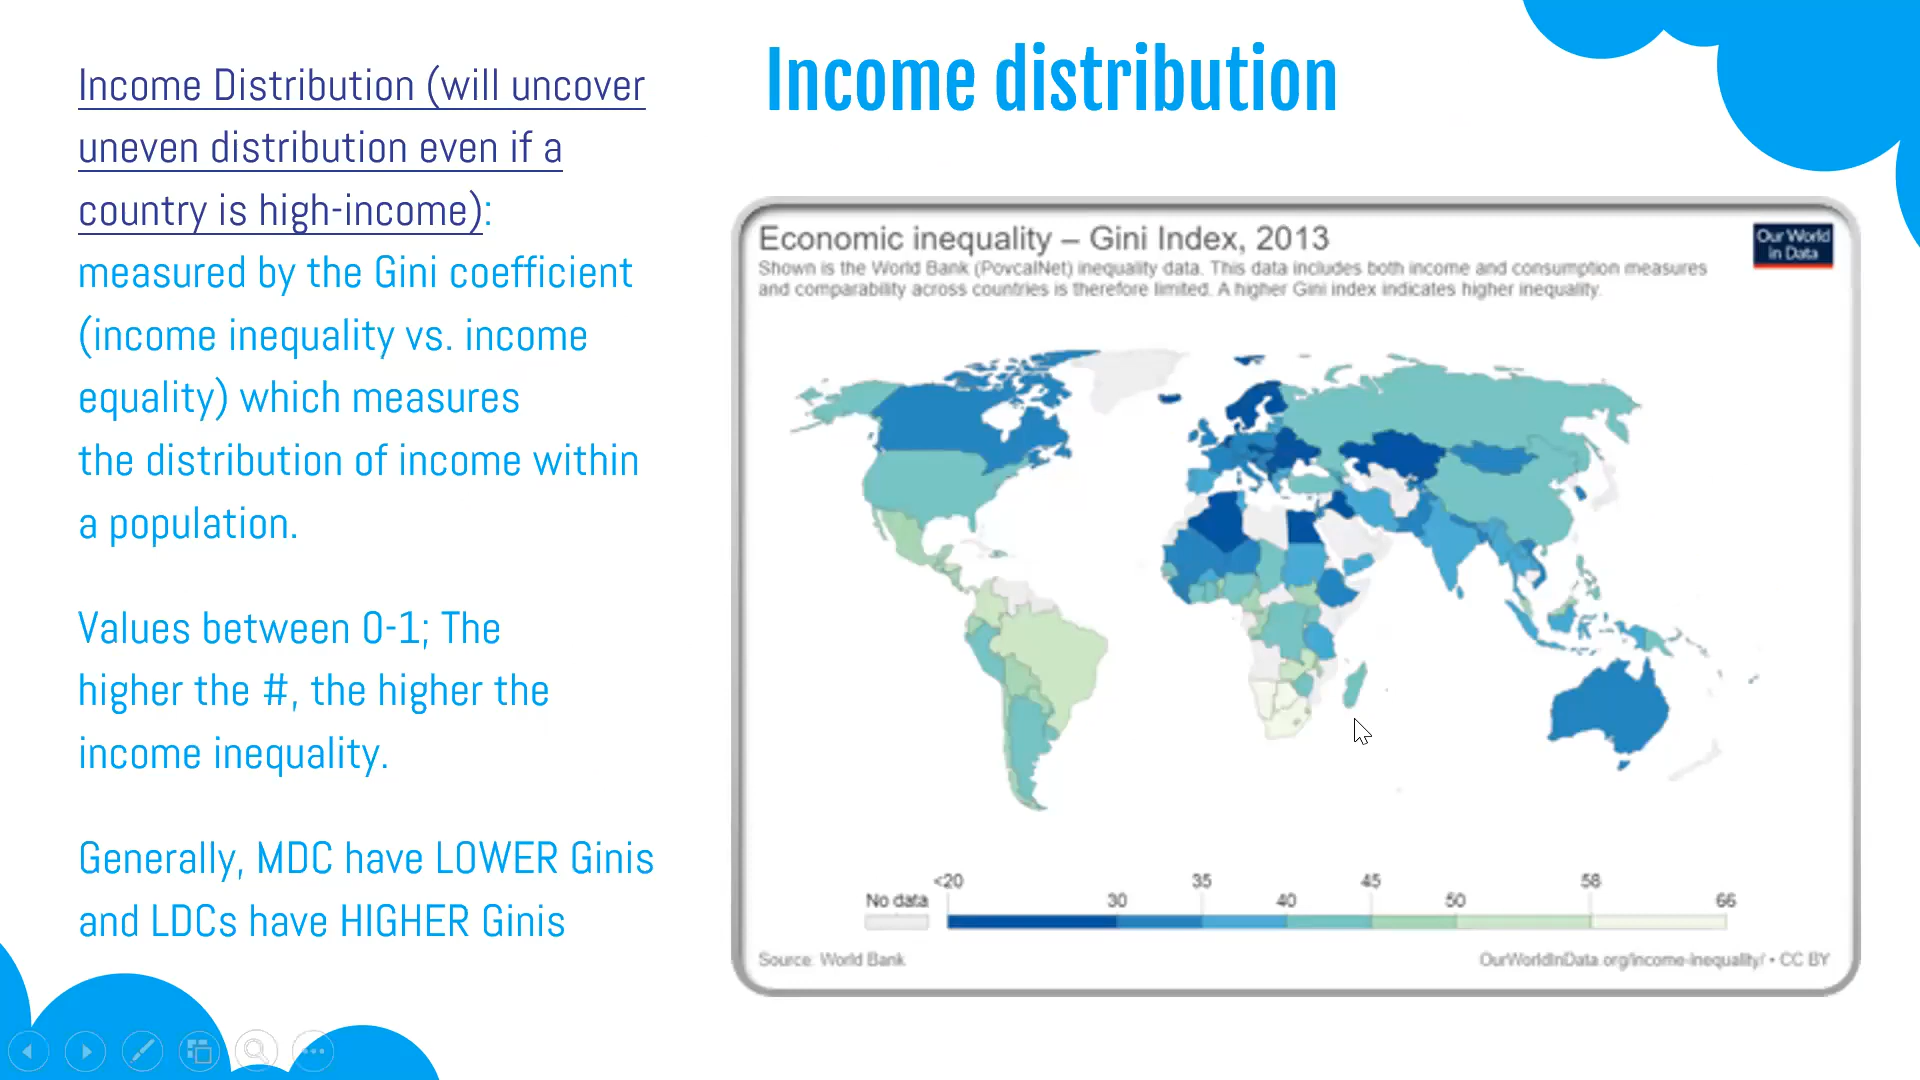 Income distribution
Income Distribution (will uncover
uneven distribution even if a
country is high-income):
measured by the Gini coefficient
(income inequality vs. income
equality) which measures
the distribution of income within
a population.
Values between 0-1; The
higher the #, the higher the
income inequality.
Generally, MDC have LOWER Ginis
and LDCs have HIGHER Ginis
Economic inequality – Gini Index, 2013
Shown is the World Bank (PovcalNet) inequality data. This data includes both income and consumption measures
and comparability across countries is therefore limited. A higher Gini index indicates higher inequality.
Our World
in Data
No data
<20 30 35 40 45 50 58 66
Source: World Bank
OurWorldInData.org/income-inequality/ • CC BY